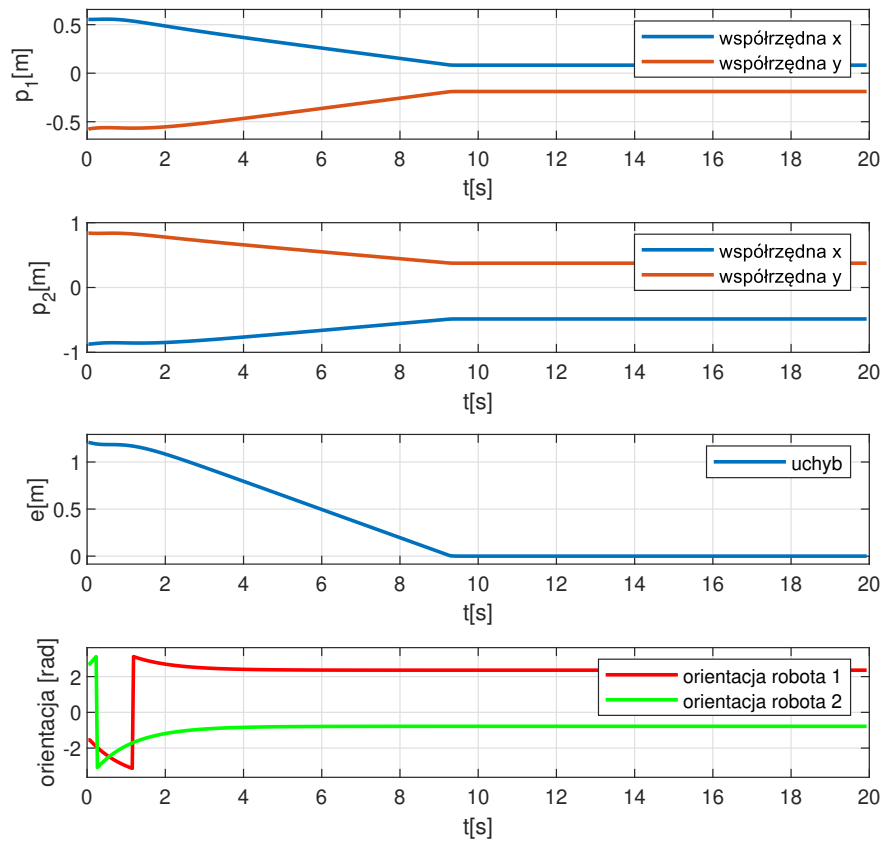 p1[m]
0.5
0
-0.5
współrzędna x
współrzędna y
0 2 4 6 8 10 12 14 16 18 20
t[s]
p2[m]
1
0
-1
współrzędna x
współrzędna y
0 2 4 6 8 10 12 14 16 18 20
t[s]
e[m]
1
0.5
0
uchyb
0 2 4 6 8 10 12 14 16 18 20
t[s]
orientacja [rad]
2
0
-2
orientacja robota 1
orientacja robota 2
0 2 4 6 8 10 12 14 16 18 20
t[s]